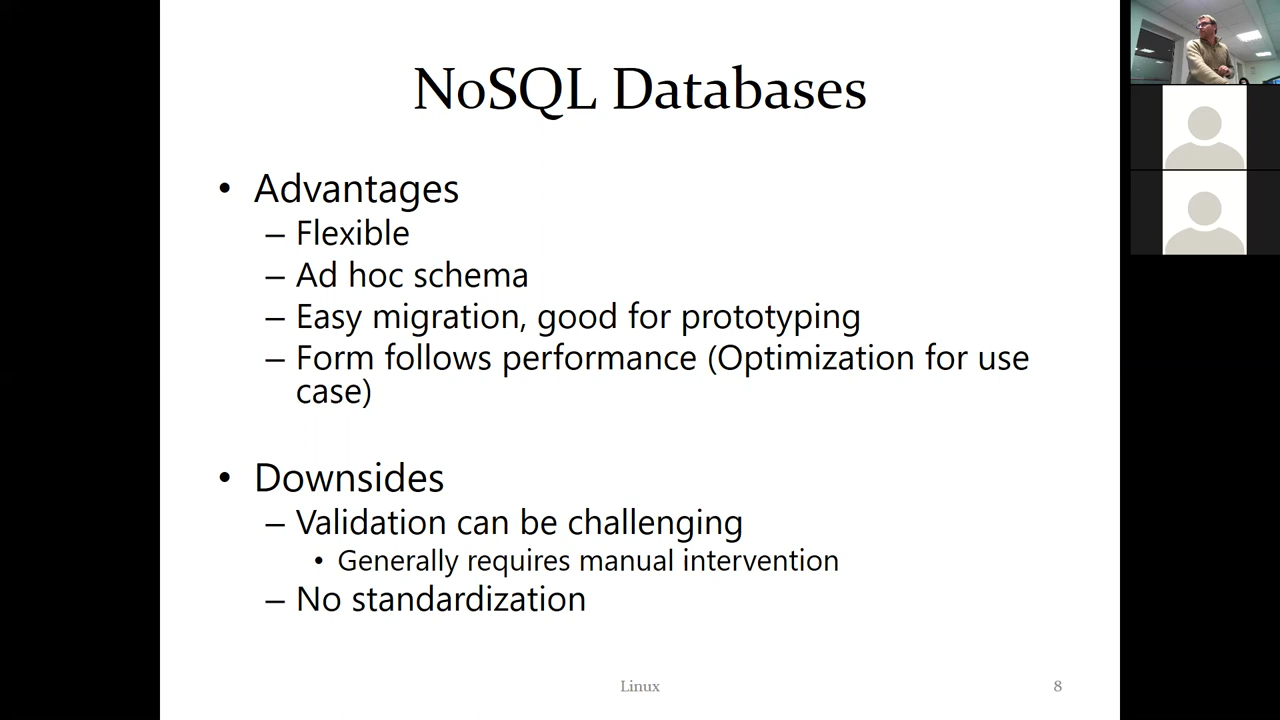 NoSQL Databases
• Advantages
– Flexible
– Ad hoc schema
– Easy migration, good for prototyping
– Form follows performance (Optimization for use
case)
• Downsides
– Validation can be challenging
• Generally requires manual intervention
– No standardization
Linux
8